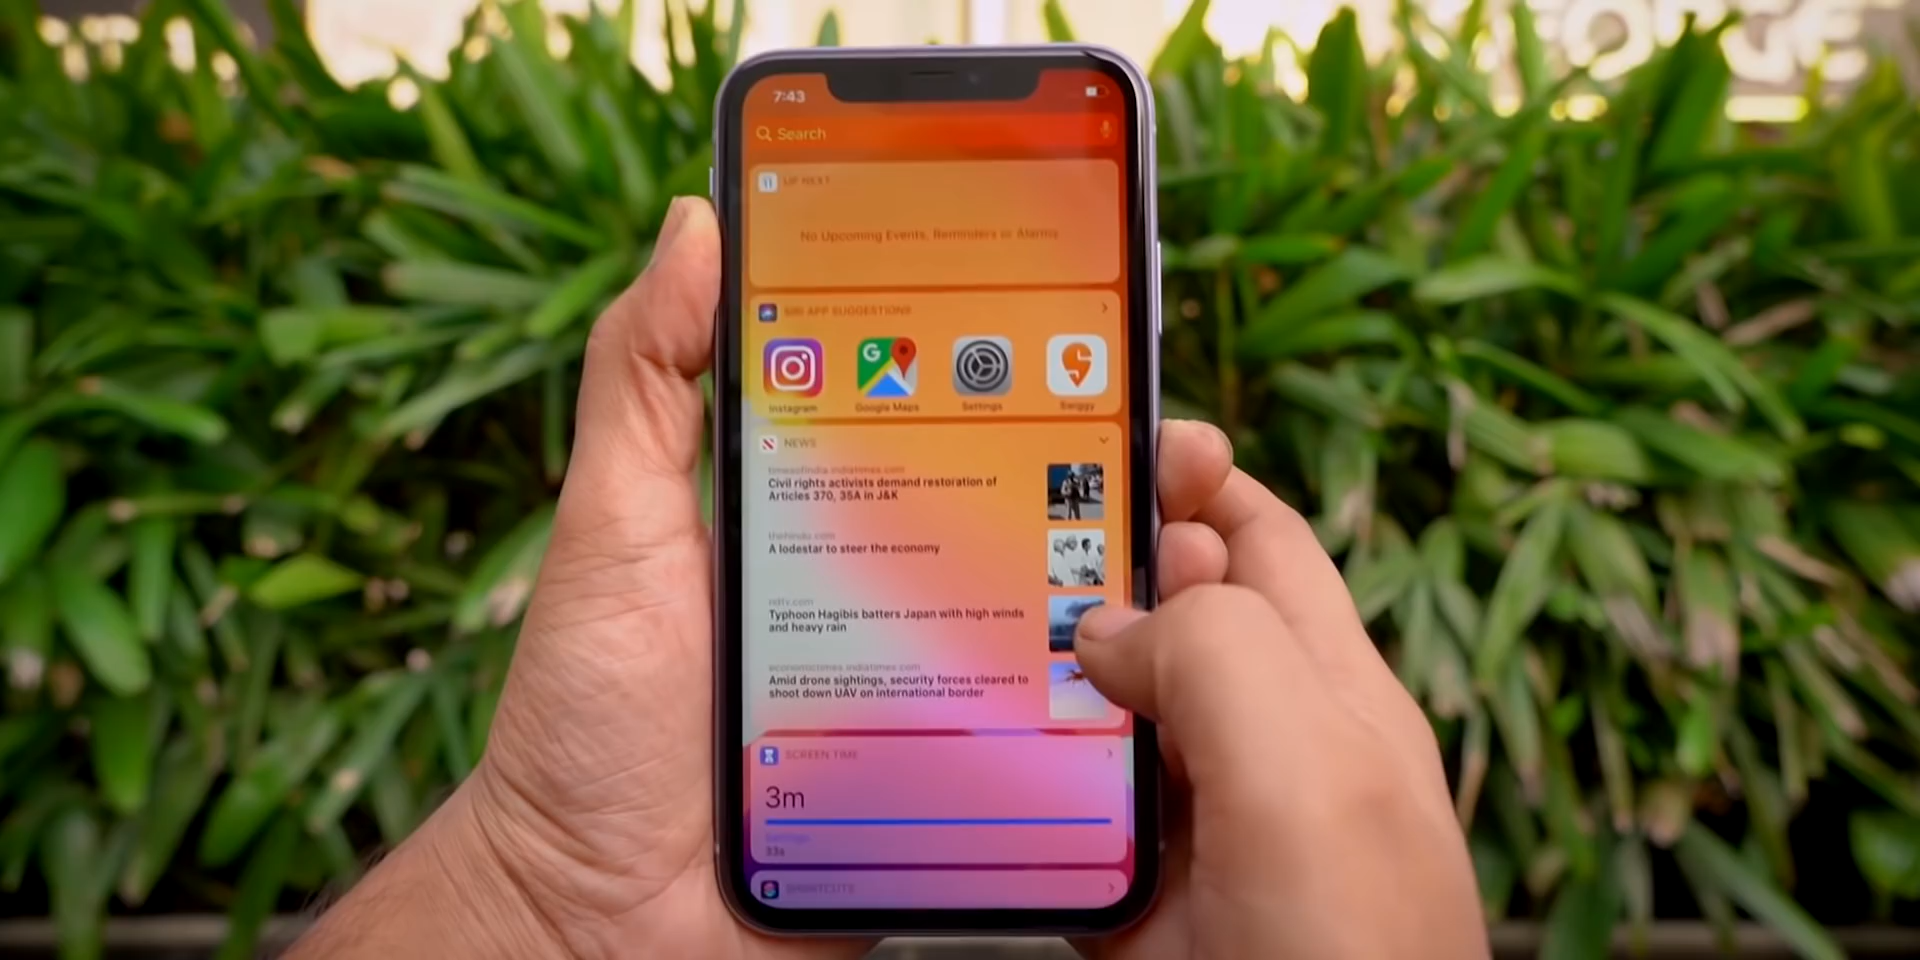 7:43
Search
UP NEXT
No Upcoming Events, Reminders or Alarms
SIRI APP SUGGESTIONS
G
Instagram
Google Maps
Settings
Swiggy
NEWS
timesofindia.indiatimes.com
Civil rights activists demand restoration of
Articles 370, 35A in J&K
thehindu.com
A lodestar to steer the economy
ndtv.com
Typhoon Hagibis batters Japan with high winds
and heavy rain
economictimes.indiatimes.com
Amid drone sightings, security forces cleared to
shoot down UAV on international border
SCREEN TIME
3m
Settings
33s
SHORTCUTS